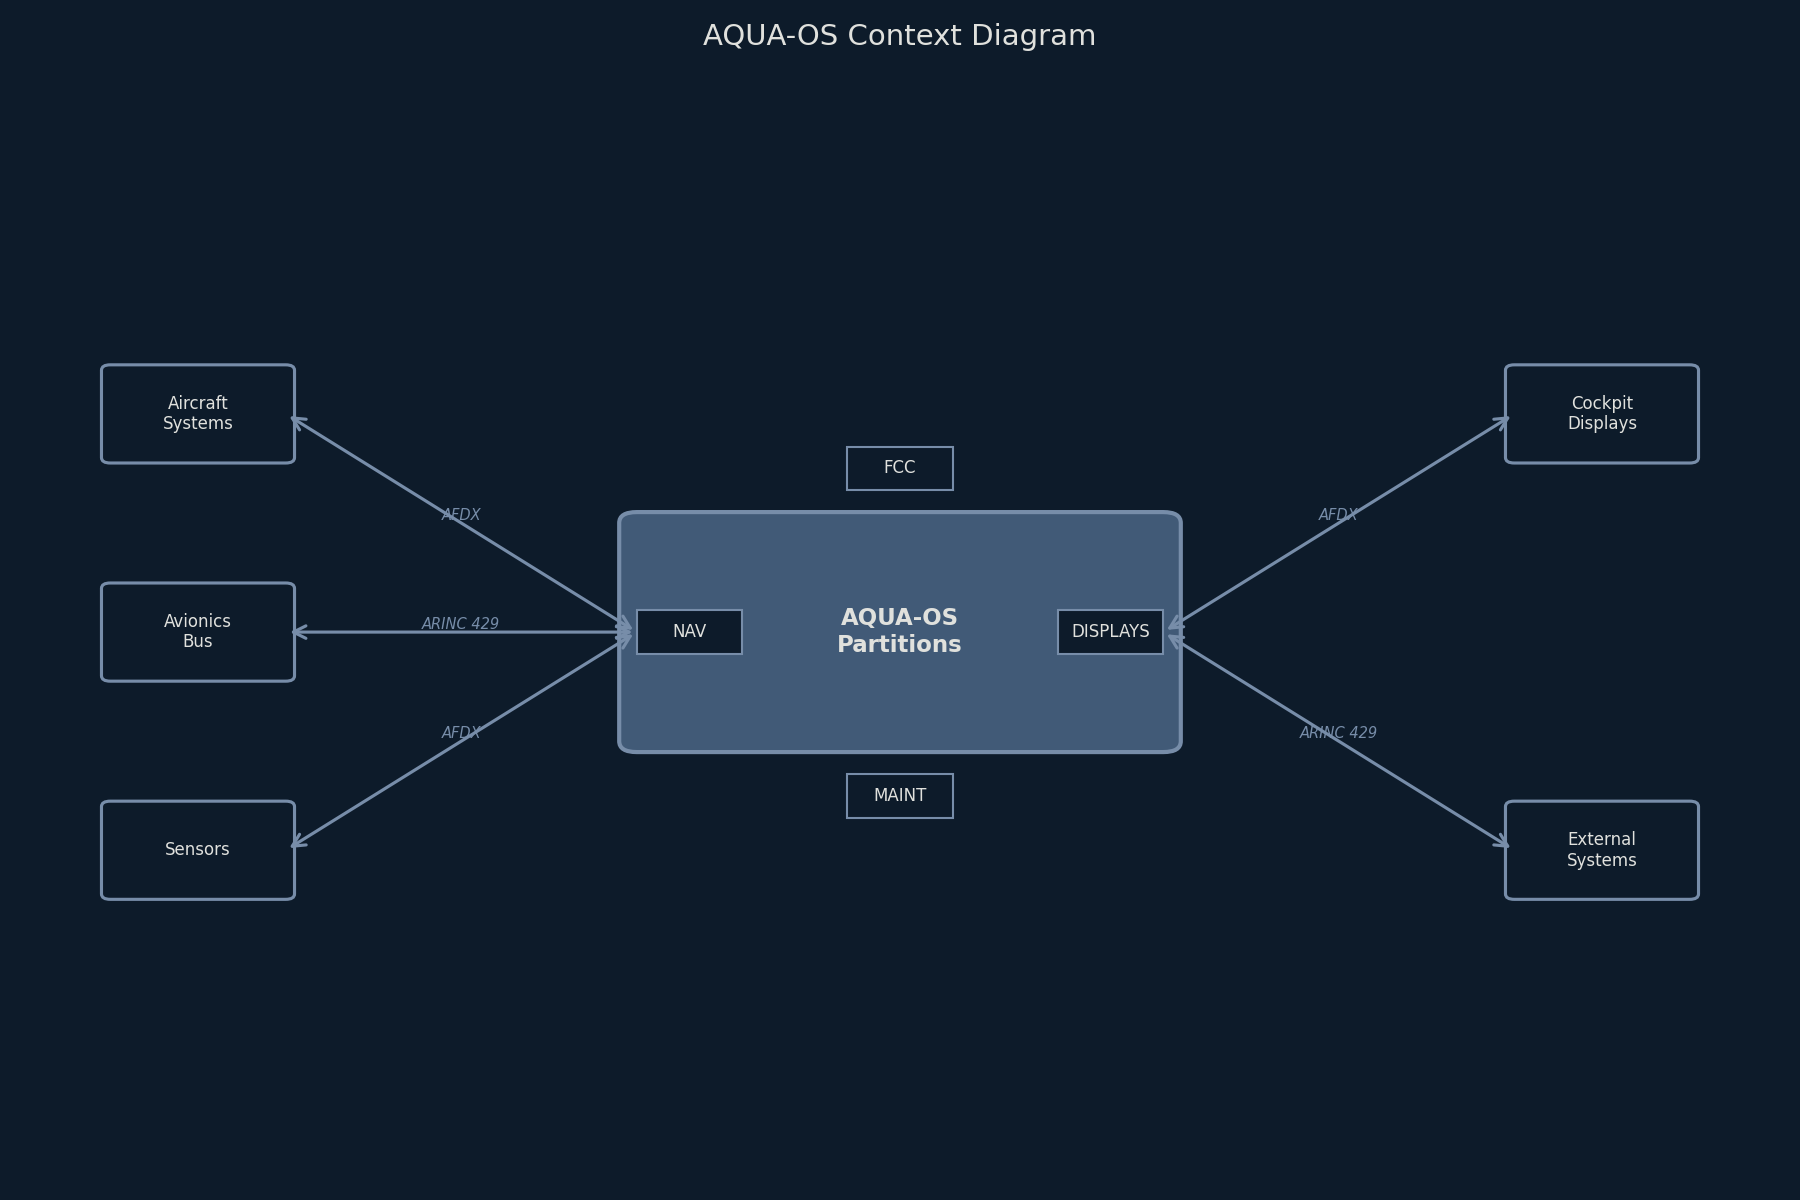 AQUA-OS Context Diagram
Aircraft
Systems
Cockpit
Displays
FCC
AFDX
AFDX
Avionics
Bus
ARINC 429
NAV
AQUA-OS
Partitions
DISPLAYS
AFDX
ARINC 429
MAINT
Sensors
External
Systems